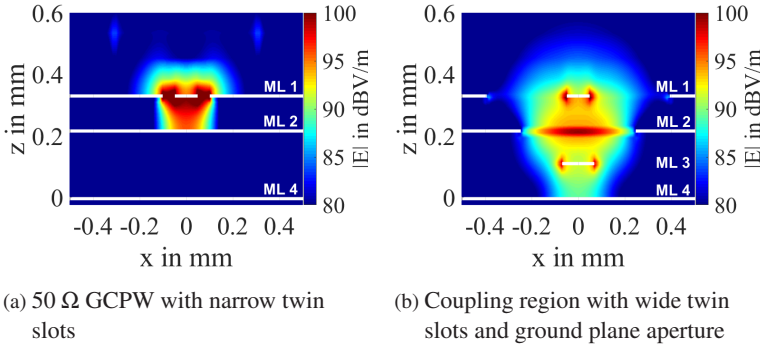 0.6
0.4
0.2
0
z in mm
-0.4 -0.2 0 0.2 0.4
x in mm
ML 1
ML 2
ML 4
100
95
90
85
80
|E| in dBV/m
(a) 50 Ω GCPW with narrow twin
slots
0.6
0.4
0.2
0
z in mm
-0.4 -0.2 0 0.2 0.4
x in mm
ML 1
ML 2
ML 3
ML 4
100
95
90
85
80
|E| in dBV/m
(b) Coupling region with wide twin
slots and ground plane aperture